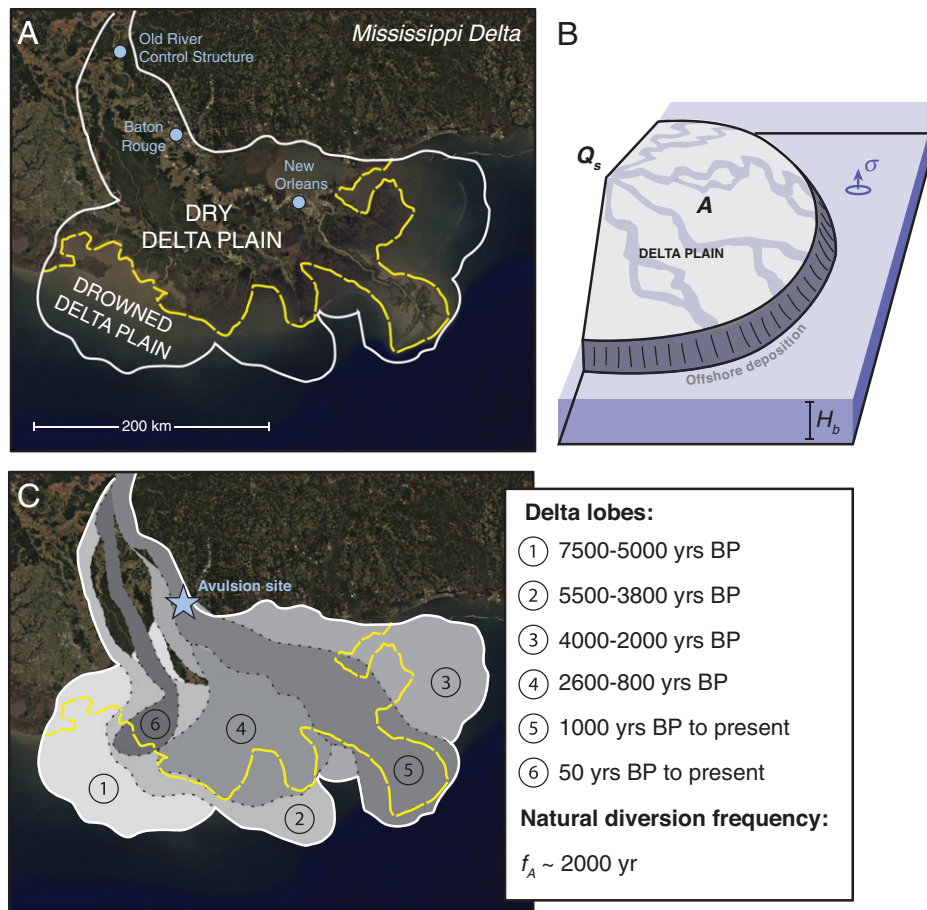 A
Mississippi Delta
Old River
Control Structure
Baton
Rouge
New
Orleans
DRY
DELTA PLAIN
DROWNED
DELTA PLAIN
200 km
B
Q_s
σ
A
DELTA PLAIN
Offshore deposition
H_b
C
Avulsion site
1
2
3
4
5
6
Delta lobes:
1 7500-5000 yrs BP
2 5500-3800 yrs BP
3 4000-2000 yrs BP
4 2600-800 yrs BP
5 1000 yrs BP to present
6 50 yrs BP to present
Natural diversion frequency:
f_A ~ 2000 yr